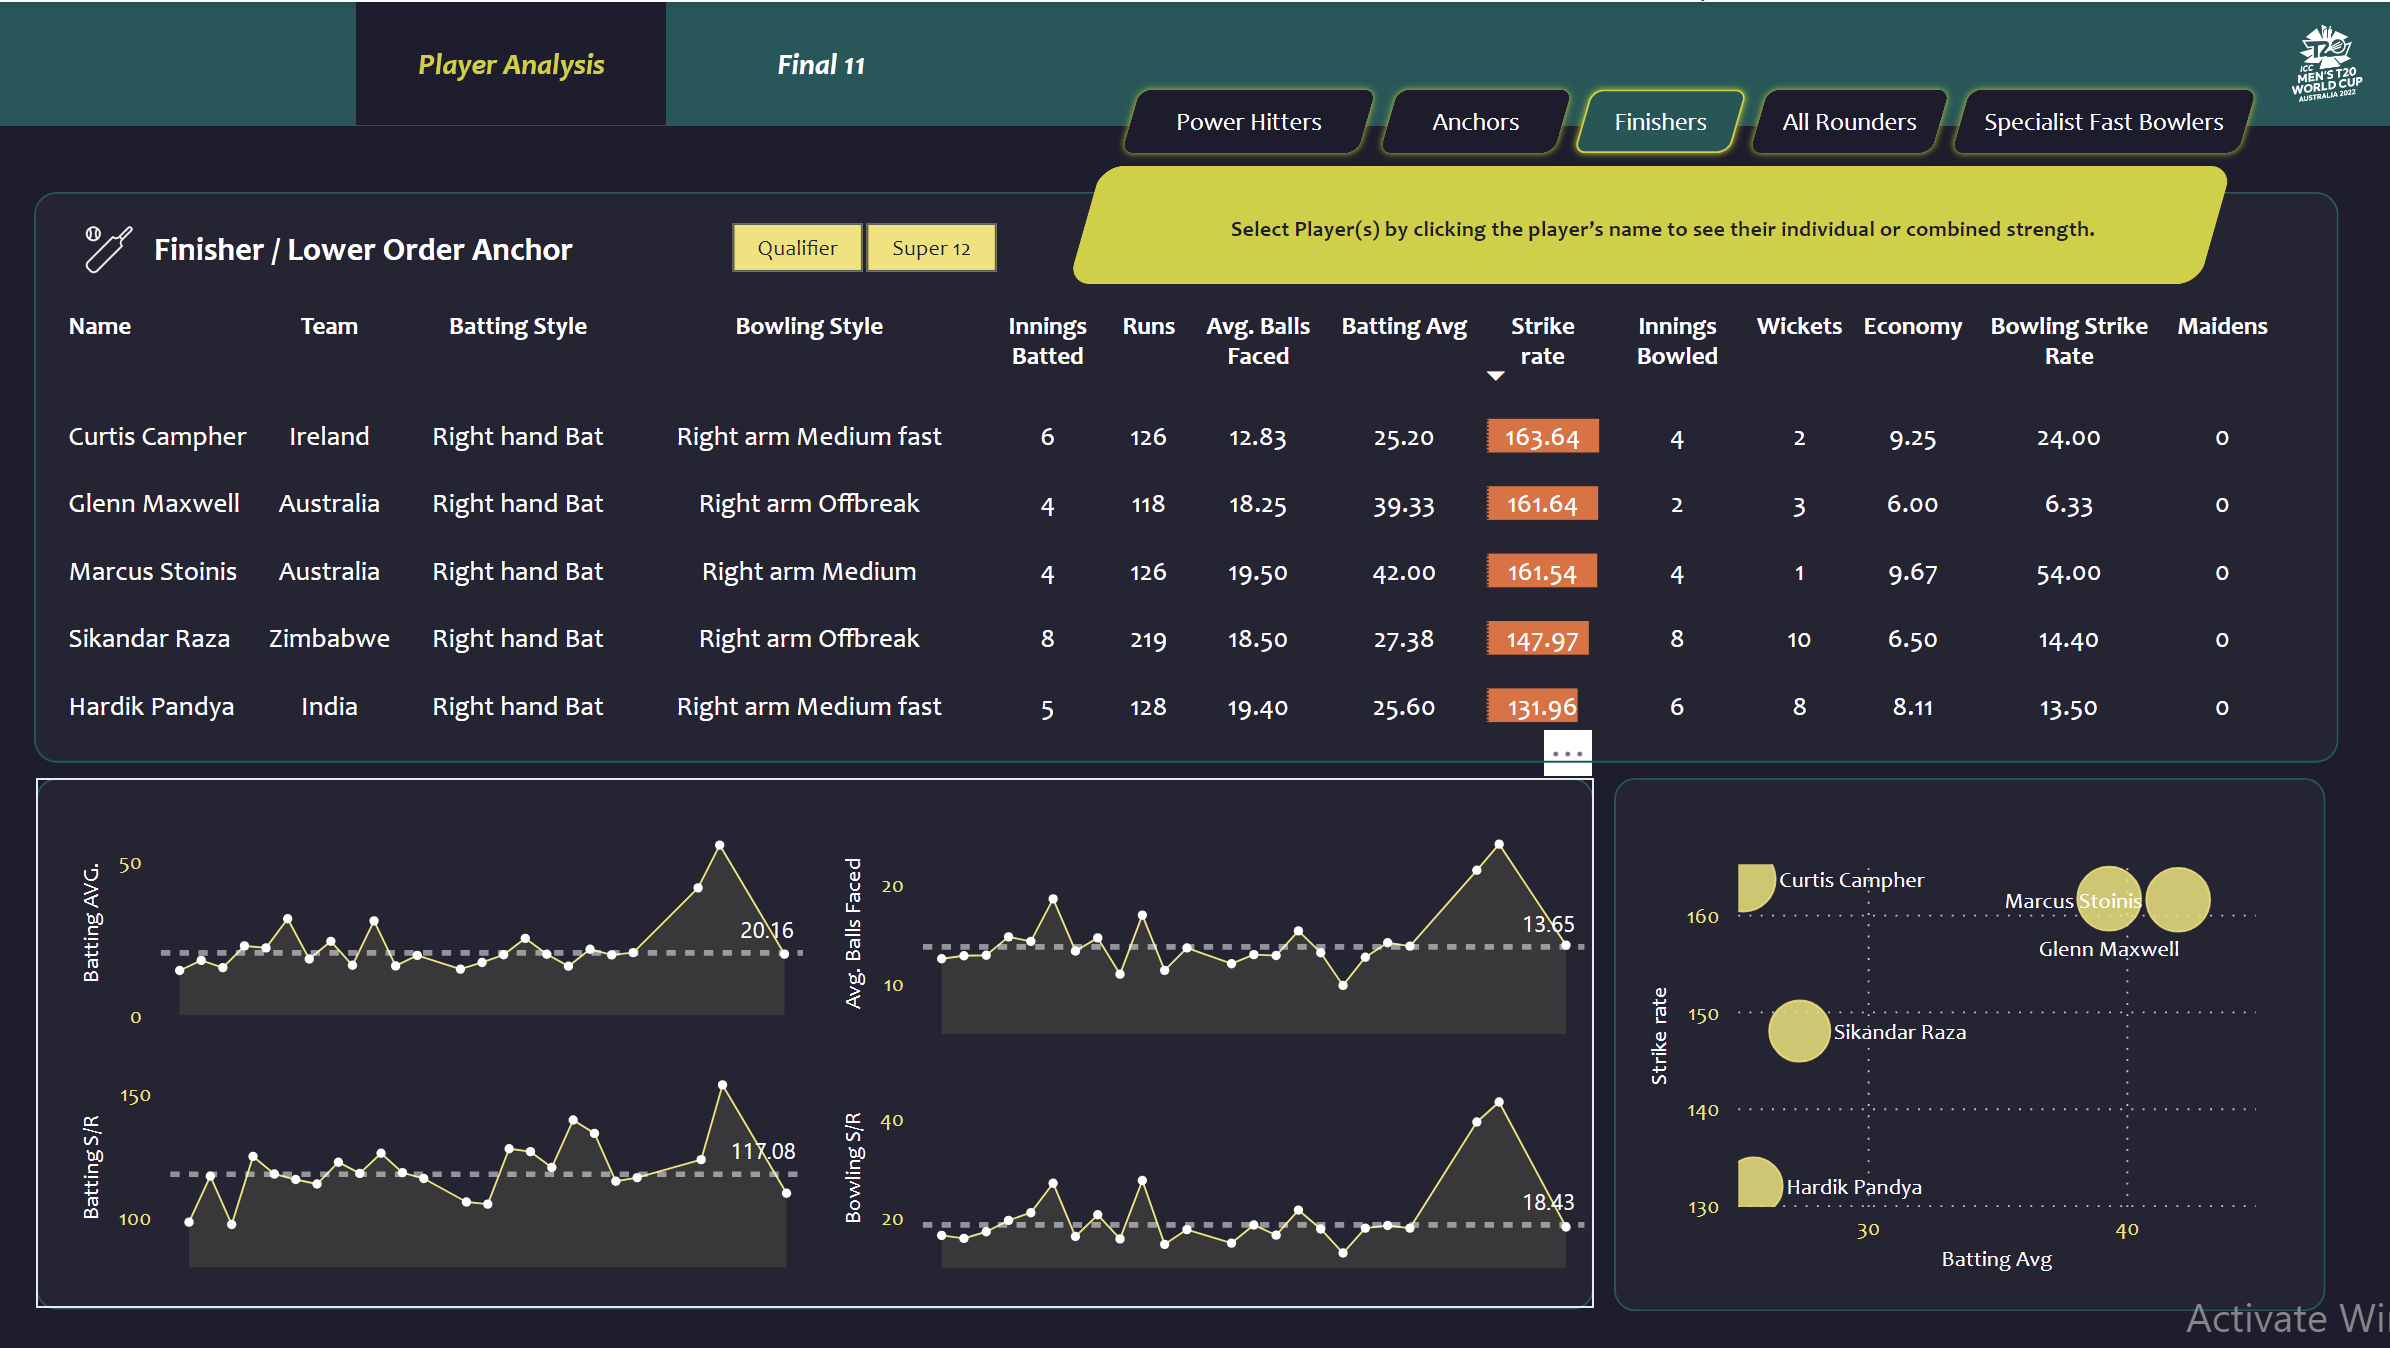 Player Analysis
Final 11
ICC
MEN'S T20
WORLD CUP
AUSTRALIA 2022
Power Hitters
Anchors
Finishers
All Rounders
Specialist Fast Bowlers
Select Player(s) by clicking the player's name to see their individual or combined strength.
Finisher / Lower Order Anchor
Qualifier
Super 12
Name Team Batting Style Bowling Style Innings Batted Runs Avg. Balls Faced Batting Avg Strike rate Innings Bowled Wickets Economy Bowling Strike Rate Maidens
Curtis Campher Ireland Right hand Bat Right arm Medium fast 6 126 12.83 25.20 163.64 4 2 9.25 24.00 0
Glenn Maxwell Australia Right hand Bat Right arm Offbreak 4 118 18.25 39.33 161.64 2 3 6.00 6.33 0
Marcus Stoinis Australia Right hand Bat Right arm Medium 4 126 19.50 42.00 161.54 4 1 9.67 54.00 0
Sikandar Raza Zimbabwe Right hand Bat Right arm Offbreak 8 219 18.50 27.38 147.97 8 10 6.50 14.40 0
Hardik Pandya India Right hand Bat Right arm Medium fast 5 128 19.40 25.60 131.96 6 8 8.11 13.50 0
...
Batting AVG.
50
0
20.16
Avg. Balls Faced
20
10
13.65
Batting S/R
150
100
117.08
Bowling S/R
40
20
18.43
Strike rate
160
150
140
130
Curtis Campher
Marcus Stoinis
Glenn Maxwell
Sikandar Raza
Hardik Pandya
30
40
Batting Avg
Activate Wi